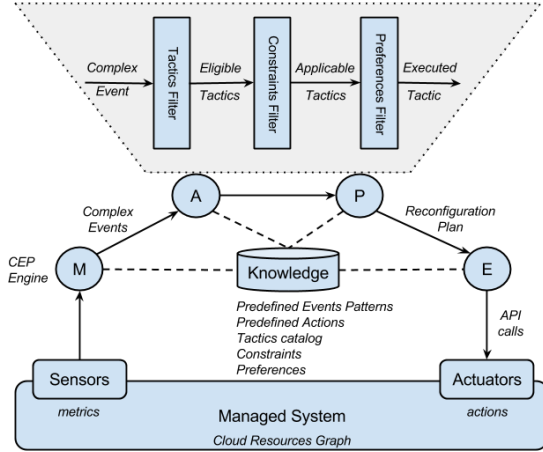 Complex
Event
Tactics Filter
Eligible
Tactics
Constraints Filter
Applicable
Tactics
Preferences Filter
Executed
Tactic
A
P
Complex
Events
Reconfiguration
Plan
CEP
Engine
M
Knowledge
E
Predefined Events Patterns
Predefined Actions
Tactics catalog
Constraints
Preferences
API
calls
Sensors
metrics
Actuators
actions
Managed System
Cloud Resources Graph